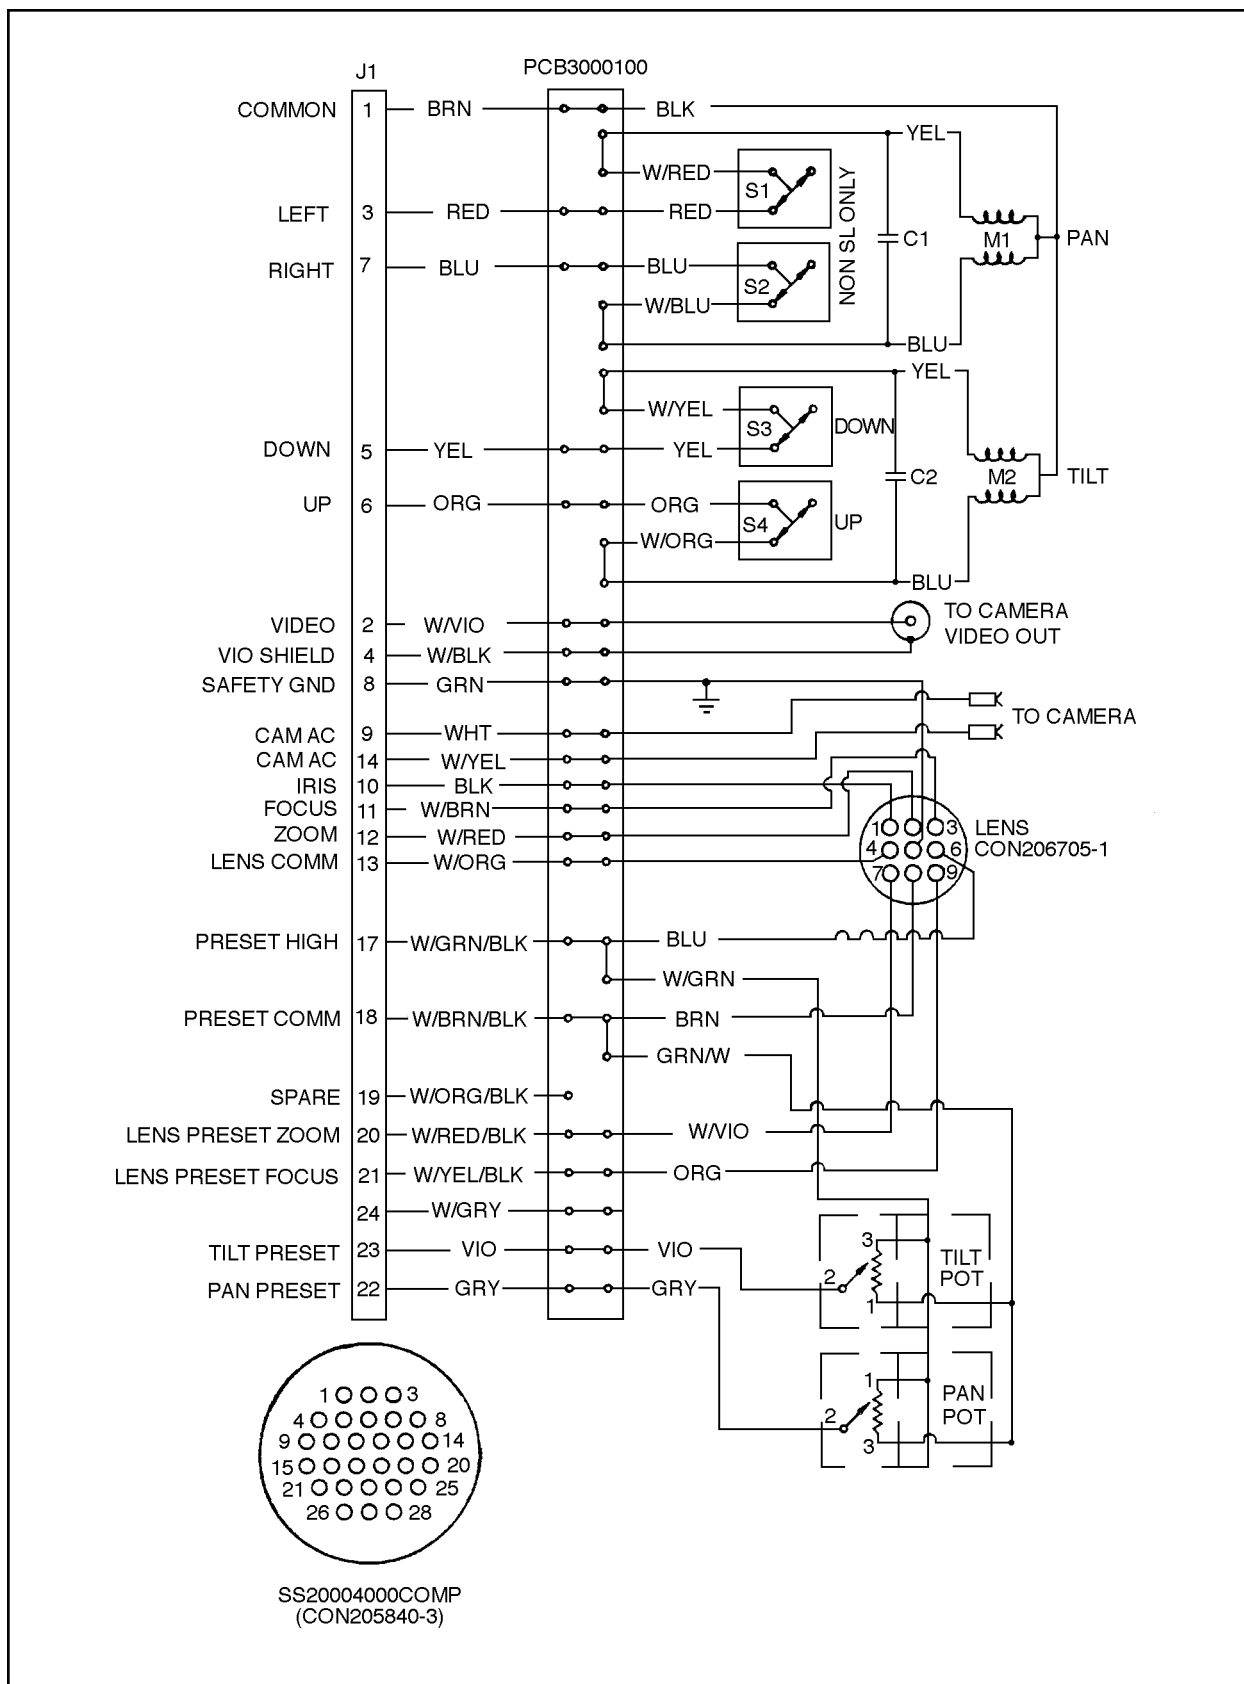 J1 PCB3000100
COMMON 1 BRN BLK
YEL
W/RED S1
LEFT 3 RED RED
NON SL ONLY
C1 M1 PAN
RIGHT 7 BLU BLU
W/BLU S2
BLU
YEL
W/YEL S3 DOWN
DOWN 5 YEL YEL
C2 M2 TILT
UP 6 ORG ORG
W/ORG S4 UP
BLU
VIDEO 2 W/VIO
TO CAMERA
VIDEO OUT
VIO SHIELD 4 W/BLK
SAFETY GND 8 GRN
CAM AC 9 WHT
TO CAMERA
CAM AC 14 W/YEL
IRIS 10 BLK
FOCUS 11 W/BRN
ZOOM 12 W/RED
LENS COMM 13 W/ORG
1 3
4 6
7 9
LENS
CON206705-1
PRESET HIGH 17 W/GRN/BLK BLU
W/GRN
PRESET COMM 18 W/BRN/BLK BRN
GRN/W
SPARE 19 W/ORG/BLK
LENS PRESET ZOOM 20 W/RED/BLK W/VIO
LENS PRESET FOCUS 21 W/YEL/BLK ORG
24 W/GRY
TILT PRESET 23 VIO VIO
PAN PRESET 22 GRY GRY
3
2
1
TILT
POT
1
2
3
PAN
POT
1 3
4 8
9 14
15 20
21 25
26 28
SS20004000COMP
(CON205840-3)